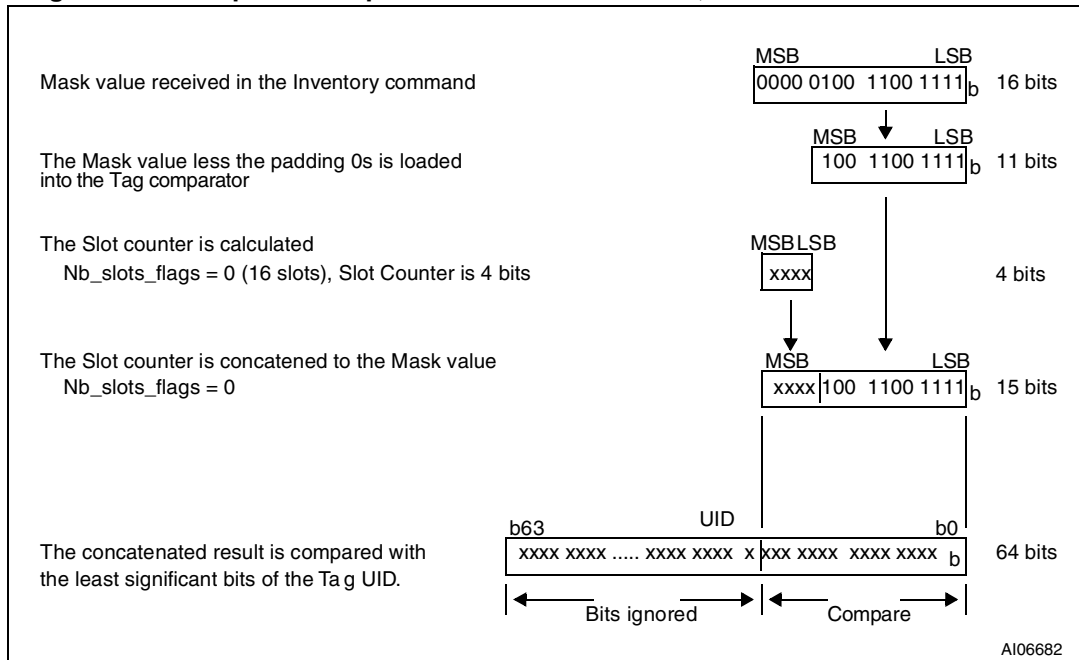 MSB LSB
Mask value received in the Inventory command 0000 0100 1100 1111 b 16 bits
MSB LSB
The Mask value less the padding 0s is loaded
into the Tag comparator
100 1100 1111 b 11 bits
The Slot counter is calculated MSB LSB
Nb_slots_flags = 0 (16 slots), Slot Counter is 4 bits xxxx 4 bits
The Slot counter is concatened to the Mask value MSB LSB
Nb_slots_flags = 0 xxxx 100 1100 1111 b 15 bits
b63 UID b0
The concatenated result is compared with
the least significant bits of the Tag UID.
xxxx xxxx ..... xxxx xxxx x xxx xxxx xxxx xxxx b 64 bits
Bits ignored Compare
AI06682